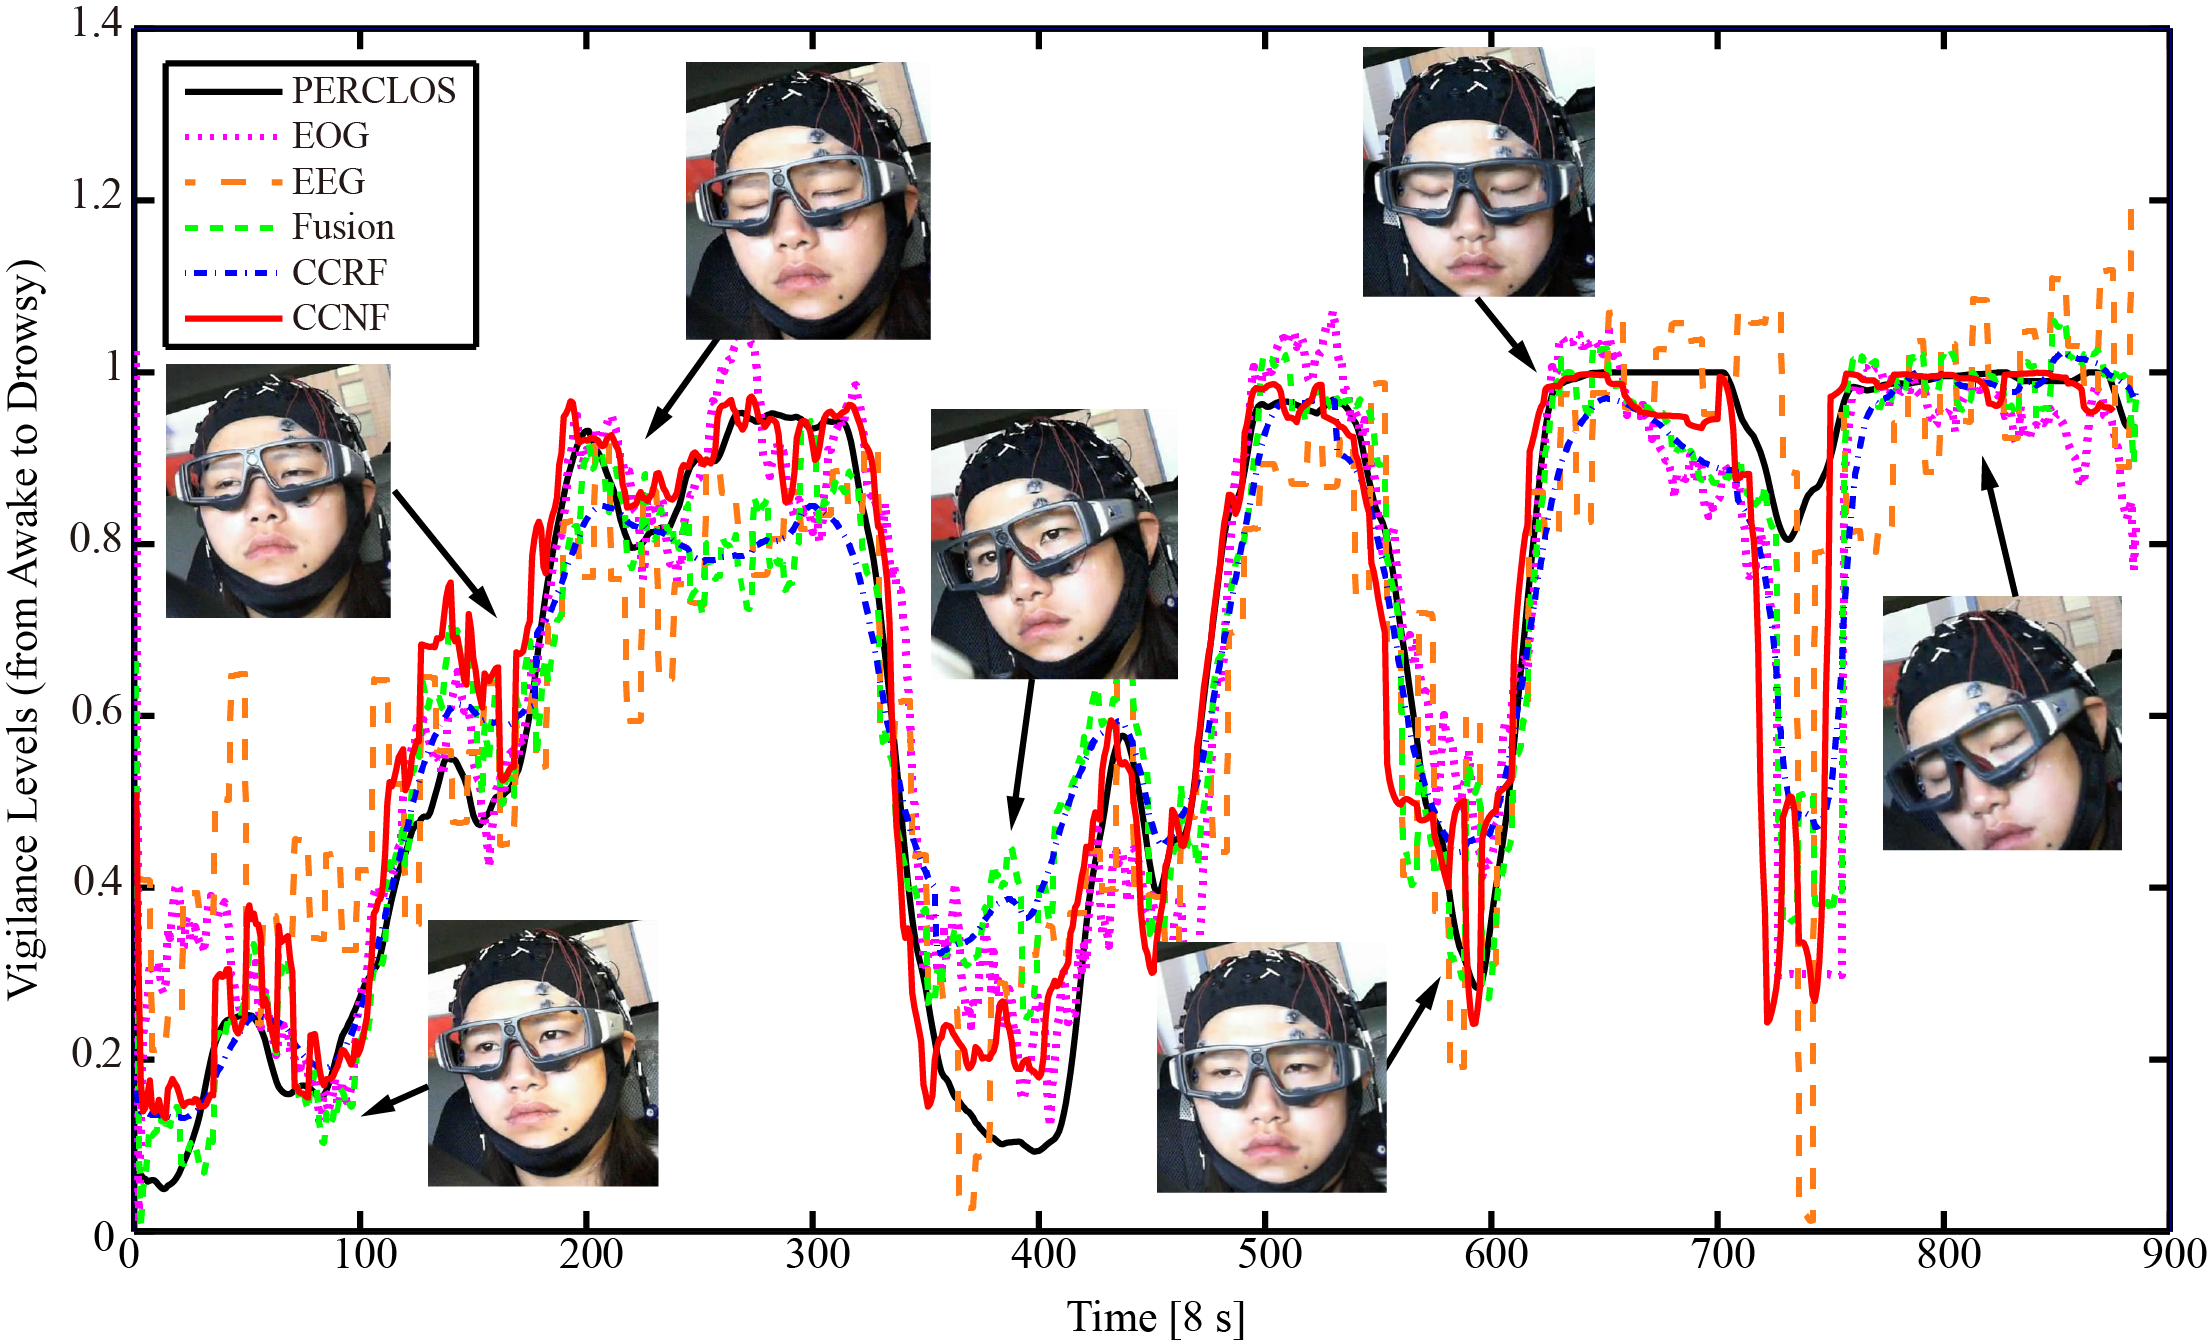 1.4
1.2
1
0.8
0.6
0.4
0.2
0
Vigilance Levels (from Awake to Drowsy)
PERCLOS
EOG
EEG
Fusion
CCRF
CCNF
0 100 200 300 400 500 600 700 800 900
Time [8 s]